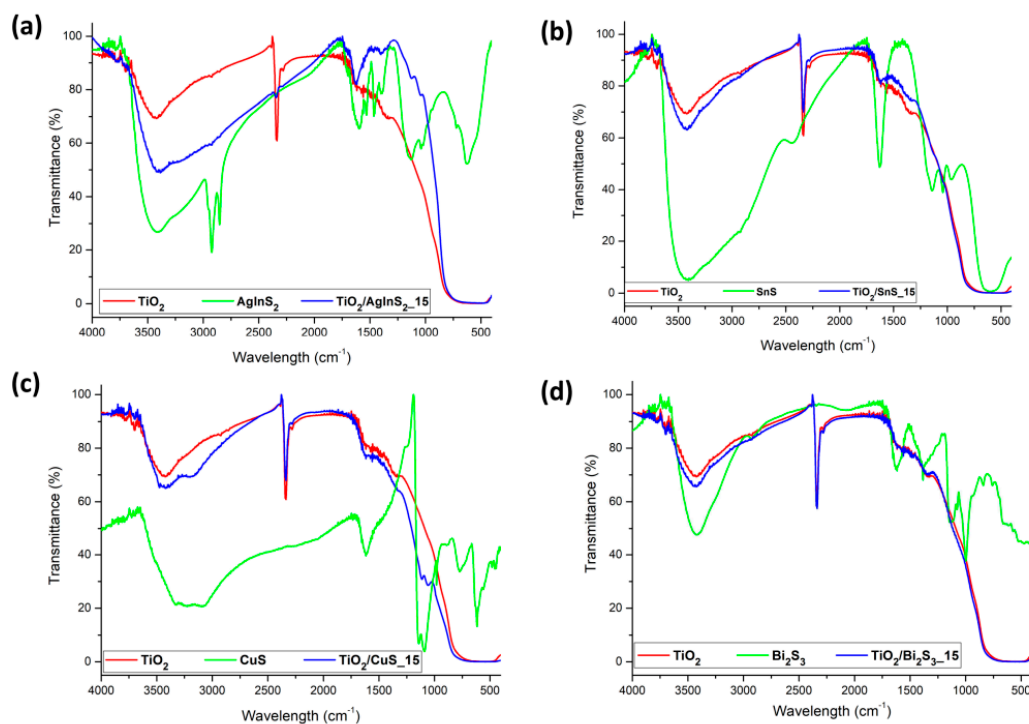 (a)
100
80
60
40
20
0
Transmittance (%)
TiO2 AgInS2 TiO2/AgInS2_15
4000 3500 3000 2500 2000 1500 1000 500
Wavelength (cm-1)
(b)
100
80
60
40
20
0
Transmittance (%)
TiO2 SnS TiO2/SnS_15
4000 3500 3000 2500 2000 1500 1000 500
Wavelength (cm-1)
(c)
100
80
60
40
20
0
Transmittance (%)
TiO2 CuS TiO2/CuS_15
4000 3500 3000 2500 2000 1500 1000 500
Wavelength (cm-1)
(d)
100
80
60
40
20
0
Transmittance (%)
TiO2 Bi2S3 TiO2/Bi2S3_15
4000 3500 3000 2500 2000 1500 1000 500
Wavelength (cm-1)